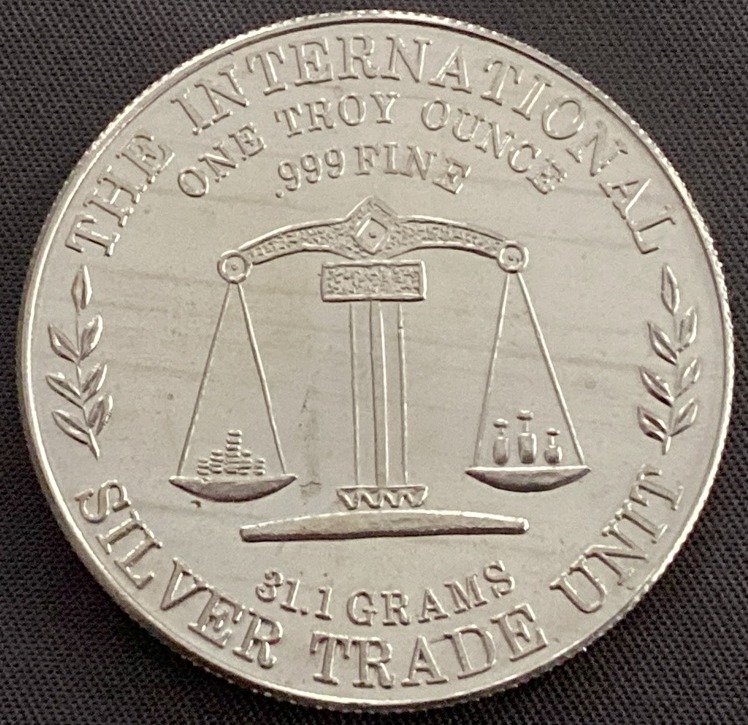 THE INTERNATIONAL
ONE TROY OUNCE
.999 FINE
31.1 GRAMS
SILVER TRADE UNIT